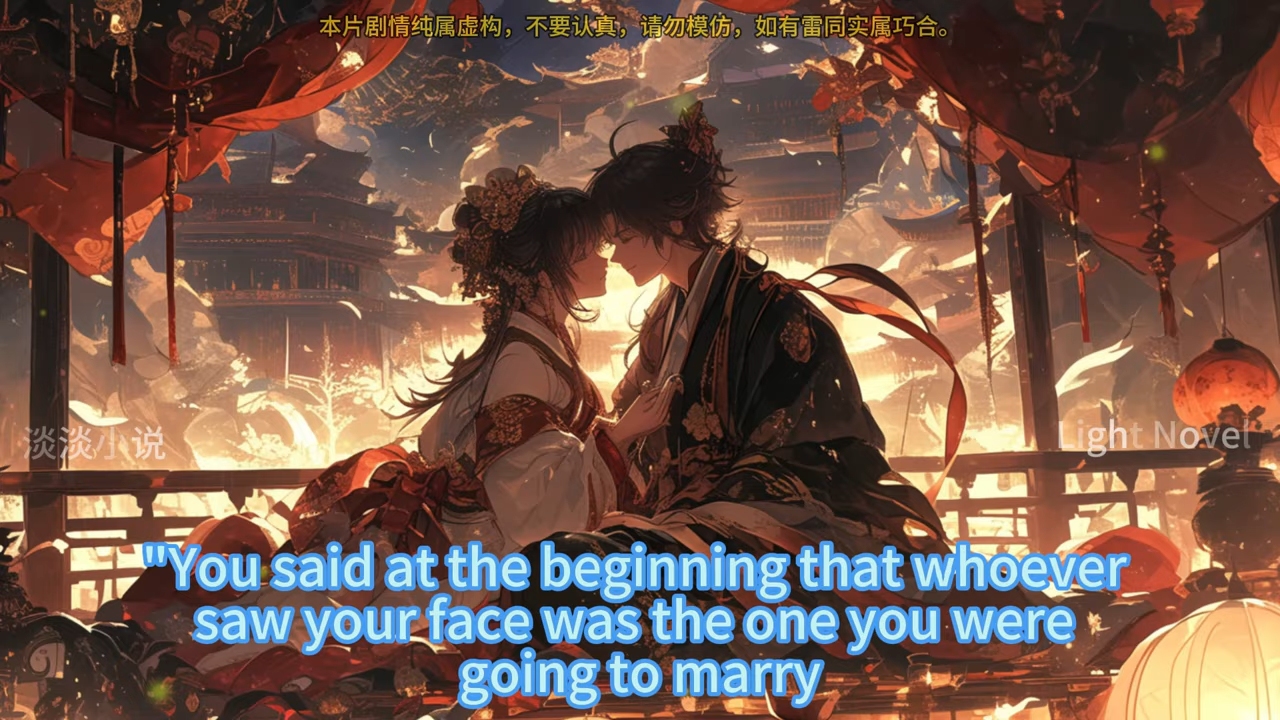 本片剧情纯属虚构，不要认真，请勿模仿，如有雷同实属巧合。
淡淡小说
Light Novel
"You said at the beginning that whoever
saw your face was the one you were
going to marry